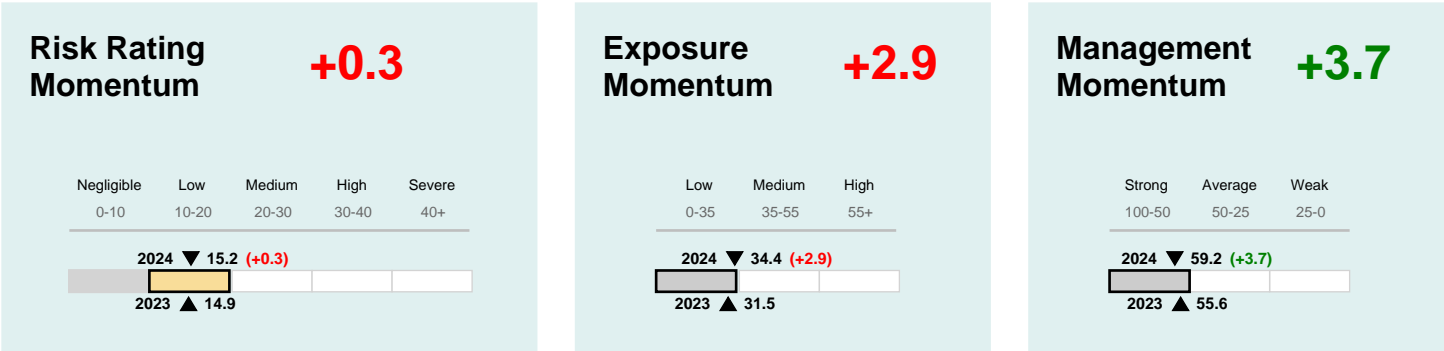 Risk Rating
Momentum
+0.3
Negligible Low Medium High Severe
0-10 10-20 20-30 30-40 40+
2024 ▼ 15.2 (+0.3)
2023 ▲ 14.9
Exposure
Momentum
+2.9
Low Medium High
0-35 35-55 55+
2024 ▼ 34.4 (+2.9)
2023 ▲ 31.5
Management
Momentum
+3.7
Strong Average Weak
100-50 50-25 25-0
2024 ▼ 59.2 (+3.7)
2023 ▲ 55.6